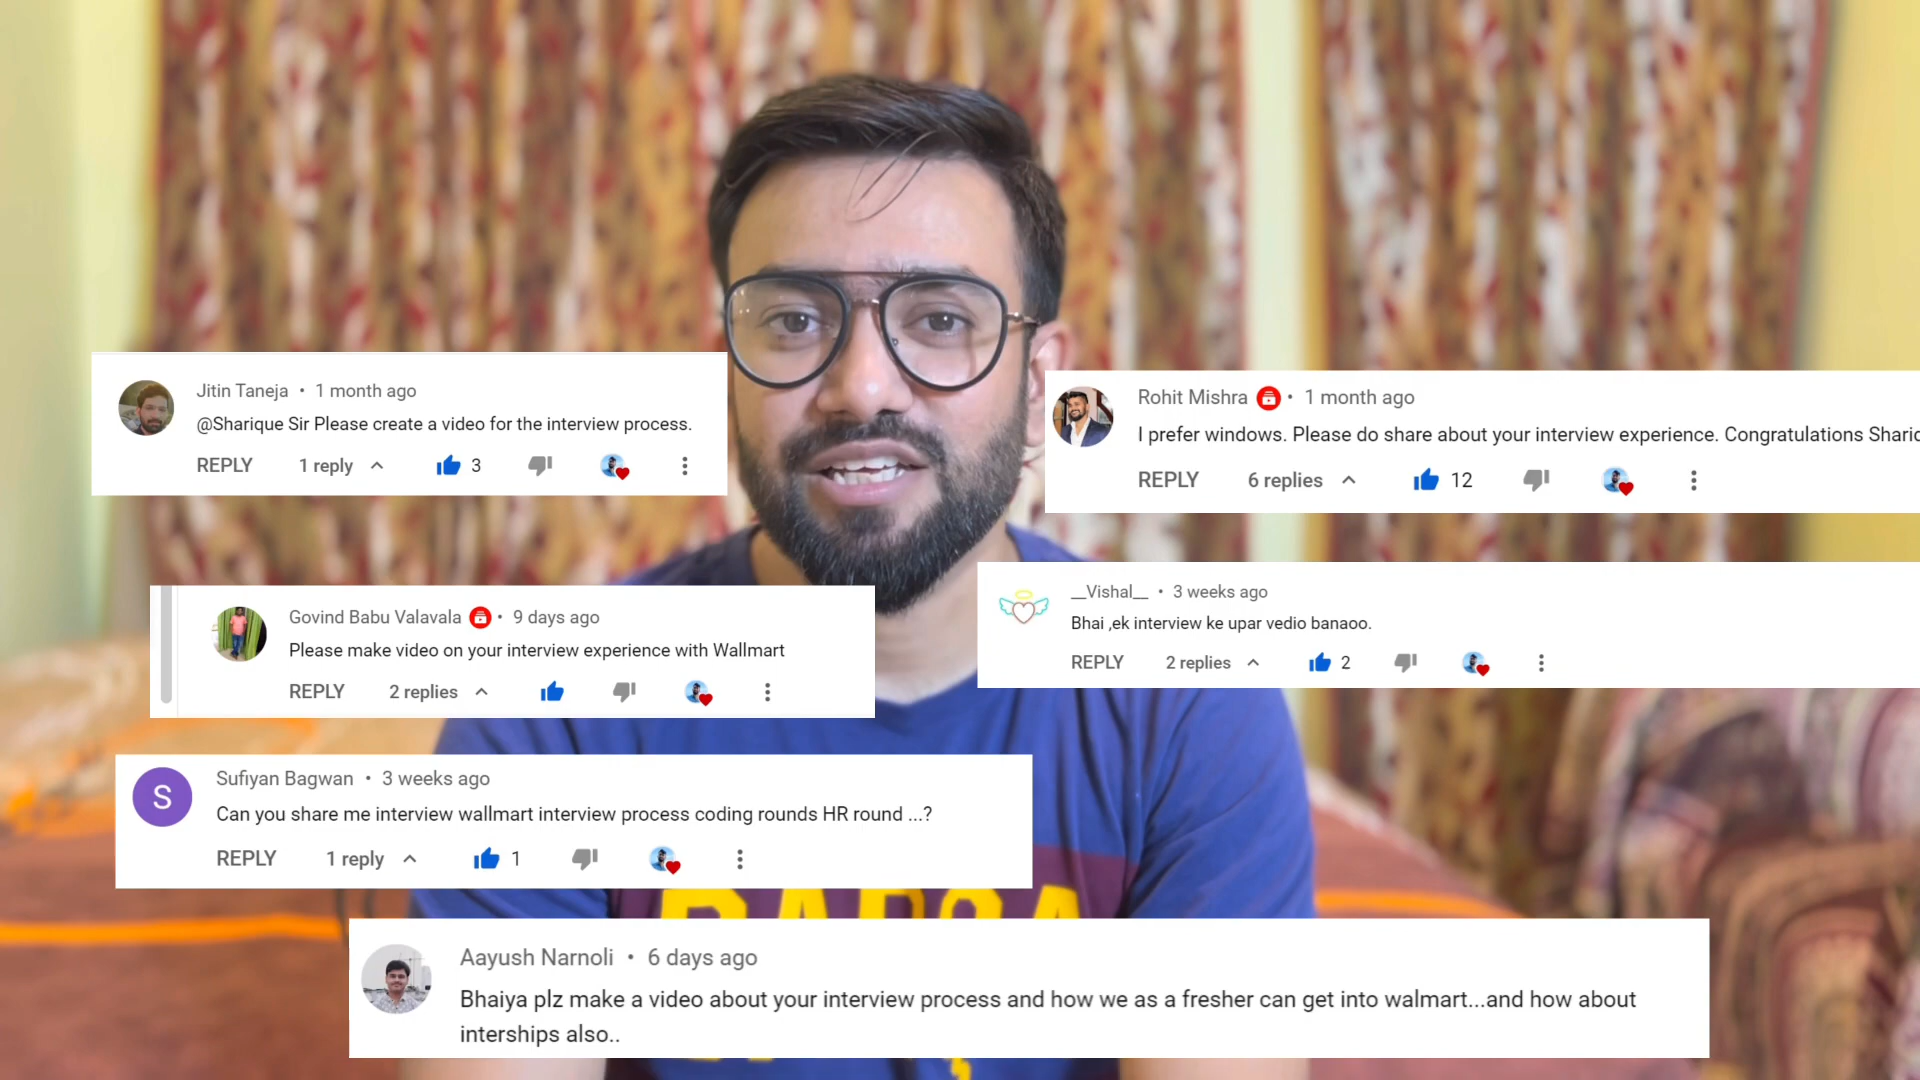 Jitin Taneja • 1 month ago
@Sharique Sir Please create a video for the interview process.
REPLY 1 reply 3
Rohit Mishra • 1 month ago
I prefer windows. Please do share about your interview experience. Congratulations
REPLY 6 replies 12
Govind Babu Valavala • 9 days ago
Please make video on your interview experience with Wallmart
REPLY 2 replies
__Vishal__ • 3 weeks ago
Bhai ,ek interview ke upar vedio banaoo.
REPLY 2 replies 2
S
Sufiyan Bagwan • 3 weeks ago
Can you share me interview wallmart interview process coding rounds HR round ...?
REPLY 1 reply 1
Aayush Narnoli • 6 days ago
Bhaiya plz make a video about your interview process and how we as a fresher can get into walmart...and how about
interships also..